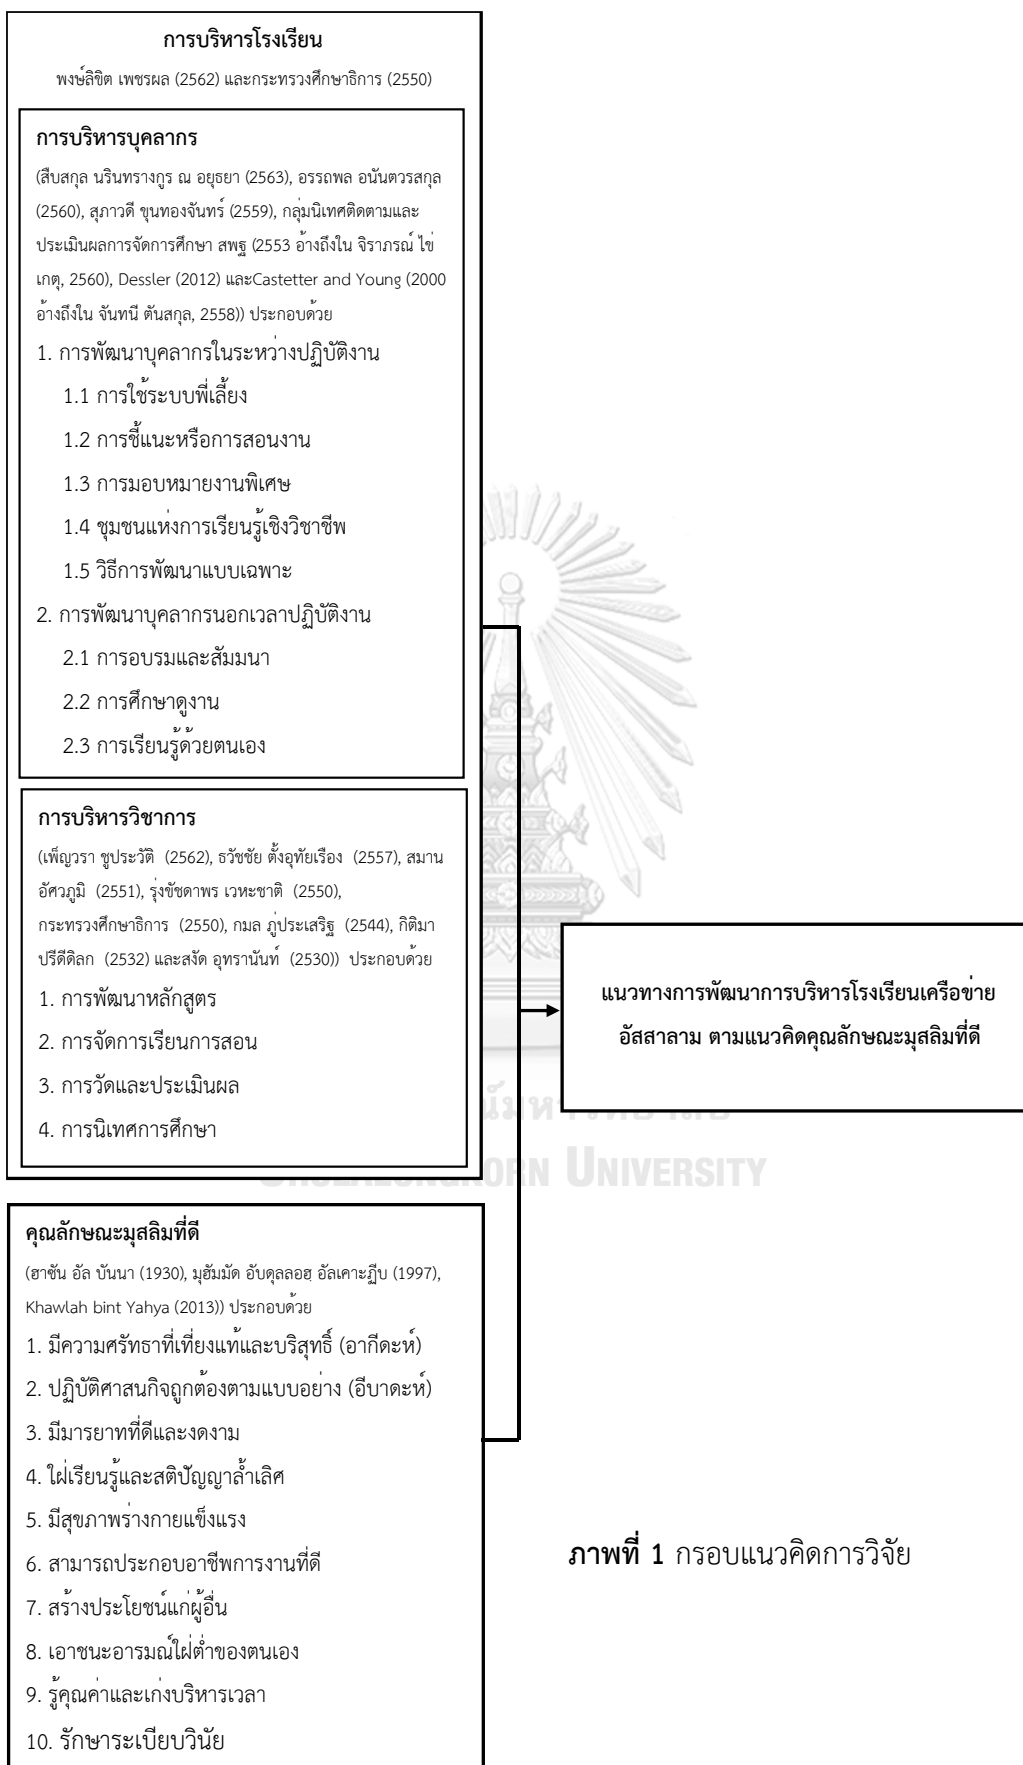 การบริหารโรงเรียน
พงษ์ลิขิต เพชรผล (2562) และกระทรวงศึกษาธิการ (2550)
การบริหารบุคลากร
(สืบสกุล นรินทรางกูร ณ อยุธยา (2563), อรรถพล อนันตวรสกุล
(2560), สุภาวดี ขุนทองจันทร์ (2559), กลุ่มนิเทศติดตามและ
ประเมินผลการจัดการศึกษา สพฐ (2553 อ้างถึงใน จิราภรณ์ ไข่
เกตุ, 2560), Dessler (2012) และCastetter and Young (2000
อ้างถึงใน จันทนี ตันสกุล, 2558)) ประกอบด้วย
1. การพัฒนาบุคลากรในระหว่างปฏิบัติงาน
1.1 การใช้ระบบพี่เลี้ยง
1.2 การชี้แนะหรือการสอนงาน
1.3 การมอบหมายงานพิเศษ
1.4 ชุมชนแห่งการเรียนรู้เชิงวิชาชีพ
1.5 วิธีการพัฒนาแบบเฉพาะ
2. การพัฒนาบุคลากรนอกเวลาปฏิบัติงาน
2.1 การอบรมและสัมมนา
2.2 การศึกษาดูงาน
2.3 การเรียนรู้ด้วยตนเอง
การบริหารวิชาการ
(เพ็ญวรา ชูประวัติ (2562), ธวัชชัย ตั้งอุทัยเรือง (2557), สมาน
อัศวภูมิ (2551), รุ่งขัชดาพร เวหะชาติ (2550),
กระทรวงศึกษาธิการ (2550), กมล ภู่ประเสริฐ (2544), กิติมา
ปรีดีดิลก (2532) และสงัด อุทรานันท์ (2530)) ประกอบด้วย
1. การพัฒนาหลักสูตร
2. การจัดการเรียนการสอน
3. การวัดและประเมินผล
4. การนิเทศการศึกษา
แนวทางการพัฒนาการบริหารโรงเรียนเครือข่าย
อัสสาลาม ตามแนวคิดคุณลักษณะมุสลิมที่ดี
UNIVERSITY
คุณลักษณะมุสลิมที่ดี
(ฮาซัน อัล บันนา (1930), มุฮัมมัด อับดุลลอฮฺ อัลเคาะฏีบ (1997),
Khawlah bint Yahya (2013)) ประกอบด้วย
1. มีความศรัทธาที่เที่ยงแท้และบริสุทธิ์ (อากีดะห์)
2. ปฏิบัติศาสนกิจถูกต้องตามแบบอย่าง (อีบาดะห์)
3. มีมารยาทที่ดีและงดงาม
4. ใฝ่เรียนรู้และสติปัญญาล้ำเลิศ
5. มีสุขภาพร่างกายแข็งแรง
6. สามารถประกอบอาชีพการงานที่ดี
7. สร้างประโยชน์แก่ผู้อื่น
8. เอาชนะอารมณ์ใฝ่ต่ำของตนเอง
9. รู้คุณค่าและเก่งบริหารเวลา
10. รักษาระเบียบวินัย
ภาพที่ 1 กรอบแนวคิดการวิจัย